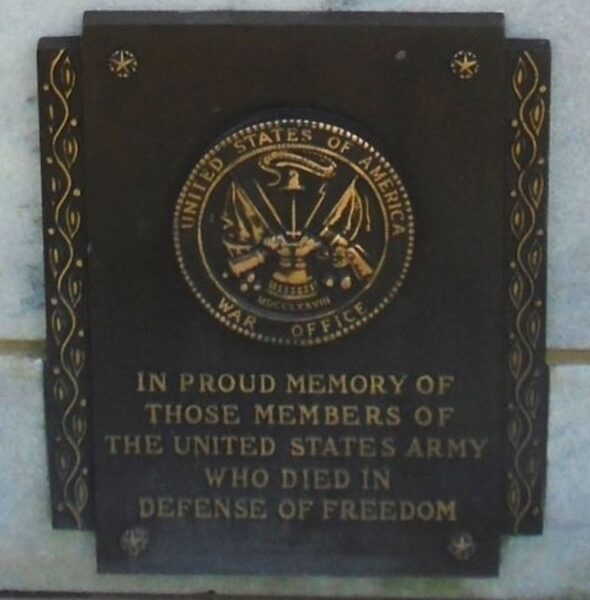 UNITED STATES OF AMERICA
MDCCLXXVIII
WAR OFFICE
IN PROUD MEMORY OF
THOSE MEMBERS OF
THE UNITED STATES ARMY
WHO DIED IN
DEFENSE OF FREEDOM